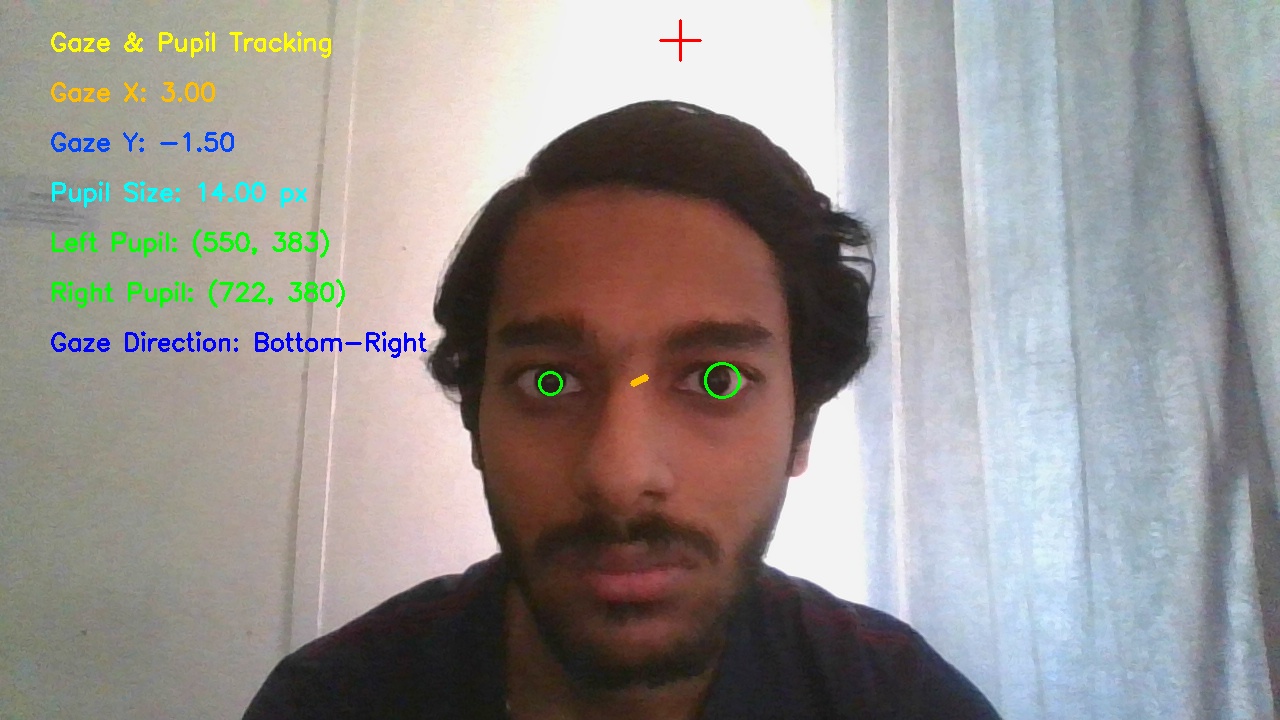 Gaze & Pupil Tracking
Gaze X: 3.00
Gaze Y: -1.50
Pupil Size: 14.00 px
Left Pupil: (550, 383)
Right Pupil: (722, 380)
Gaze Direction: Bottom-Right